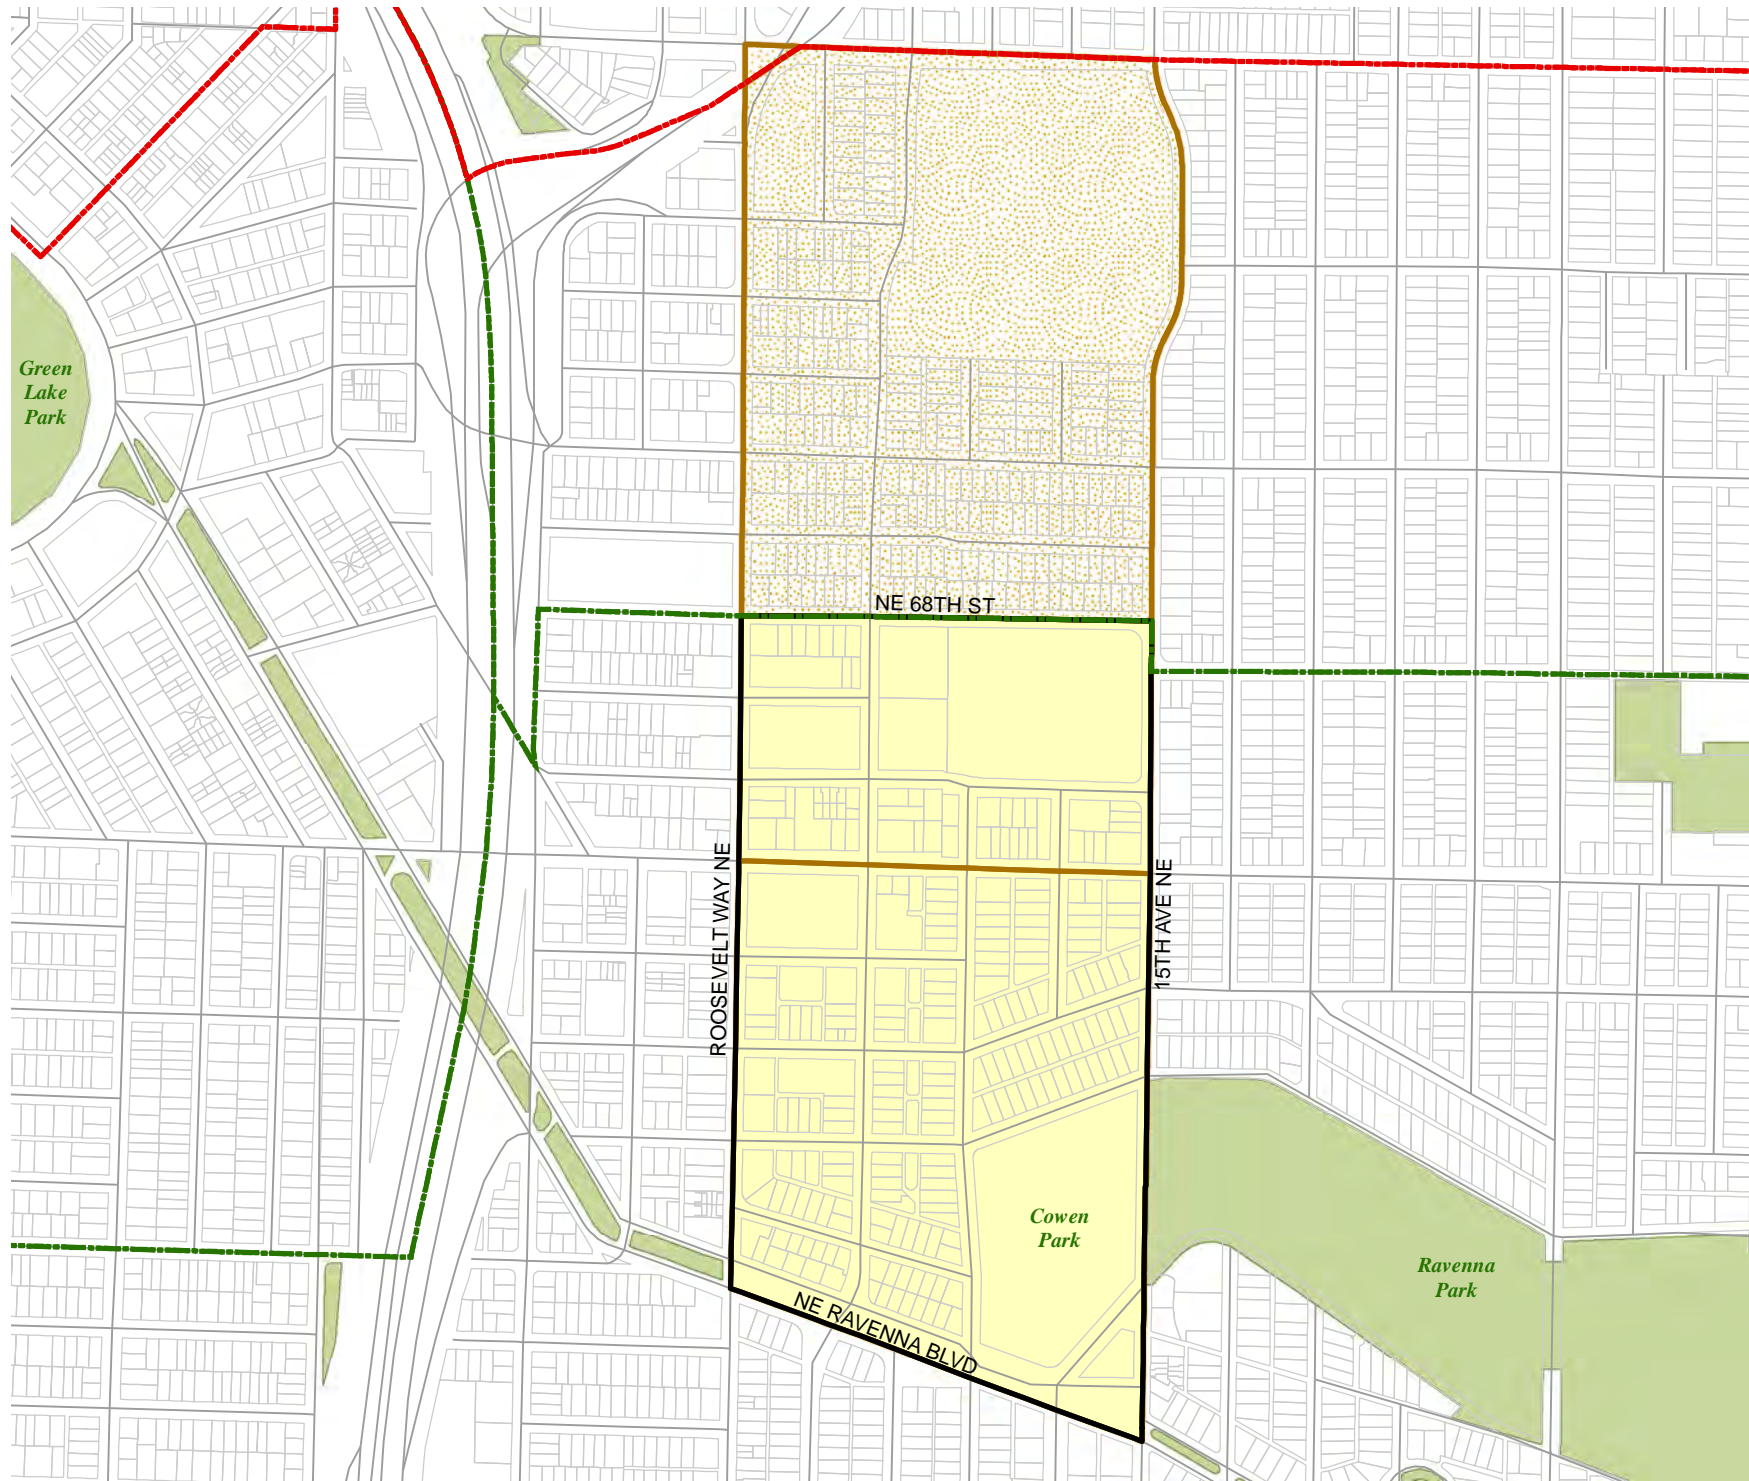 Green
Lake
Park
NE 68TH ST
ROOSEVELT WAY NE
15TH AVE NE
Cowen
Park
Ravenna
Park
NE RAVENNA BLVD